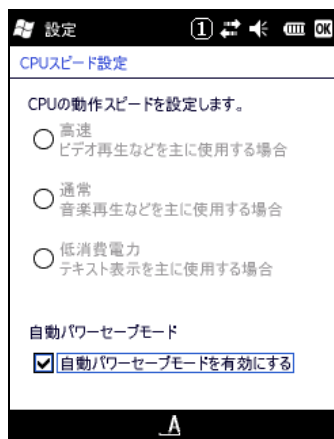 設定 1 OK
CPUスピード設定
CPUの動作スピードを設定します。
高速
ビデオ再生などを主に使用する場合
通常
音楽再生などを主に使用する場合
低消費電力
テキスト表示を主に使用する場合
自動パワーセーブモード
自動パワーセーブモードを有効にする
A